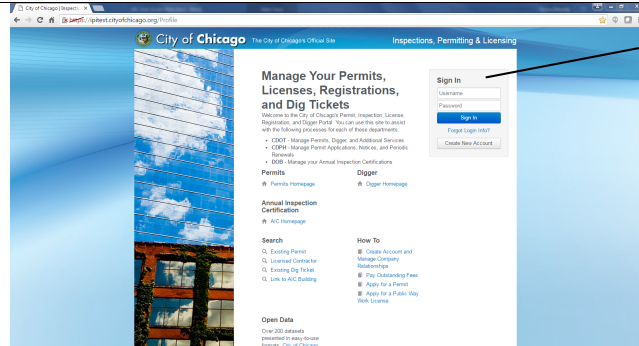 City of Chicago | Inspecti
https://ipitest.cityofchicago.org/Profile
City of Chicago The City of Chicago's Official Site Inspections, Permitting & Licensing
Manage Your Permits,
Licenses, Registrations,
and Dig Tickets
Welcome to the City of Chicago's Permit, Inspection, License,
Registration, and Digger Portal. You can use this site to assist
with the following processes for each of these departments:
• CDOT - Manage Permits, Digger, and Additional Services
• CDPH - Manage Permit Applications, Notices, and Periodic
Renewals
• DOB - Manage your Annual Inspection Certifications
Sign In
Username
Password
Sign In
Forgot Login Info?
Create New Account
Permits
Permits Homepage
Digger
Digger Homepage
Annual Inspection
Certification
AIC Homepage
Search
Existing Permit
Licensed Contractor
Existing Dig Ticket
Link to AIC Building
How To
Create Account and
Manage Company
Relationships
Pay Outstanding Fees
Apply for a Permit
Apply for a Public Way
Work License
Open Data
Over 200 datasets
presented in easy-to-use
formats. City of Chicago